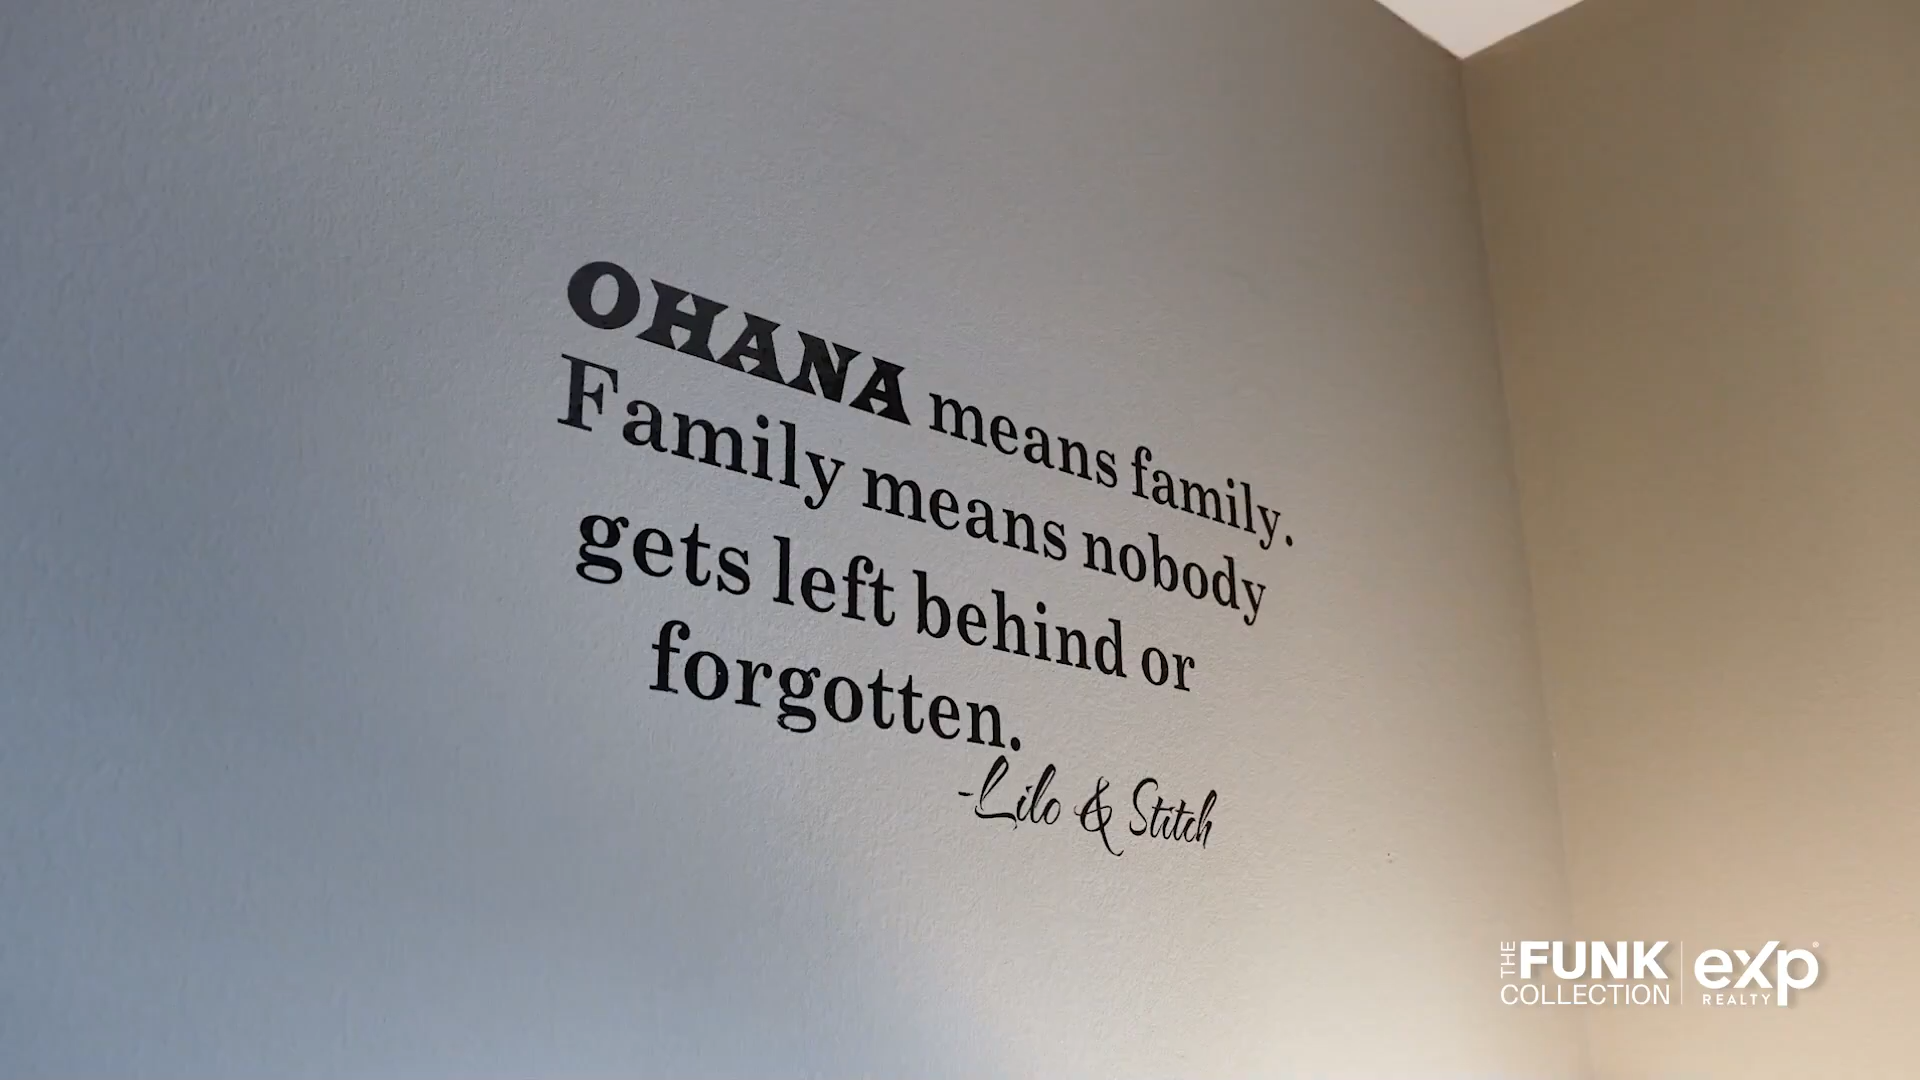 OHANA means family.
Family means nobody
gets left behind or
forgotten.
-Lilo & Stitch
THE FUNK COLLECTION
eXp REALTY